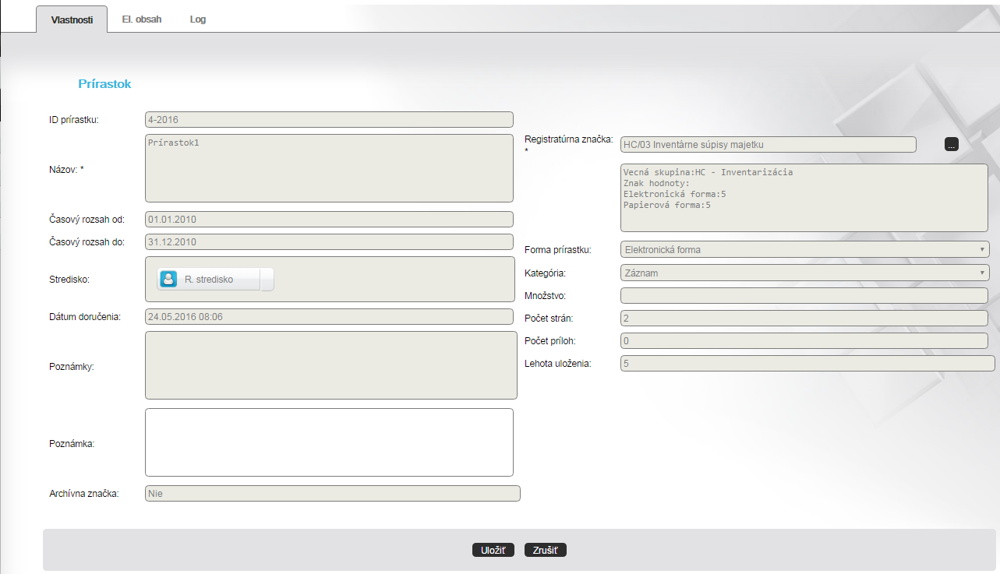 Vlastnosti
El. obsah
Log
Prírastok
ID prírastku:
4-2016
Názov: *
Prírastok1
Časový rozsah od:
01.01.2010
Časový rozsah do:
31.12.2010
Stredisko:
R. stredisko
Dátum doručenia:
24.05.2016 08:06
Poznámky:
Poznámka:
Archívna značka:
Nie
Registratúrna značka:
*
HC/03 Inventárne súpisy majetku
...
Vecná skupina:HC - Inventarizácia
Znak hodnoty:
Elektronická forma:5
Papierová forma:5
Forma prírastku:
Elektronická forma
Kategória:
Záznam
Množstvo:
Počet strán:
2
Počet príloh:
0
Lehota uloženia:
5
Uložiť
Zrušiť